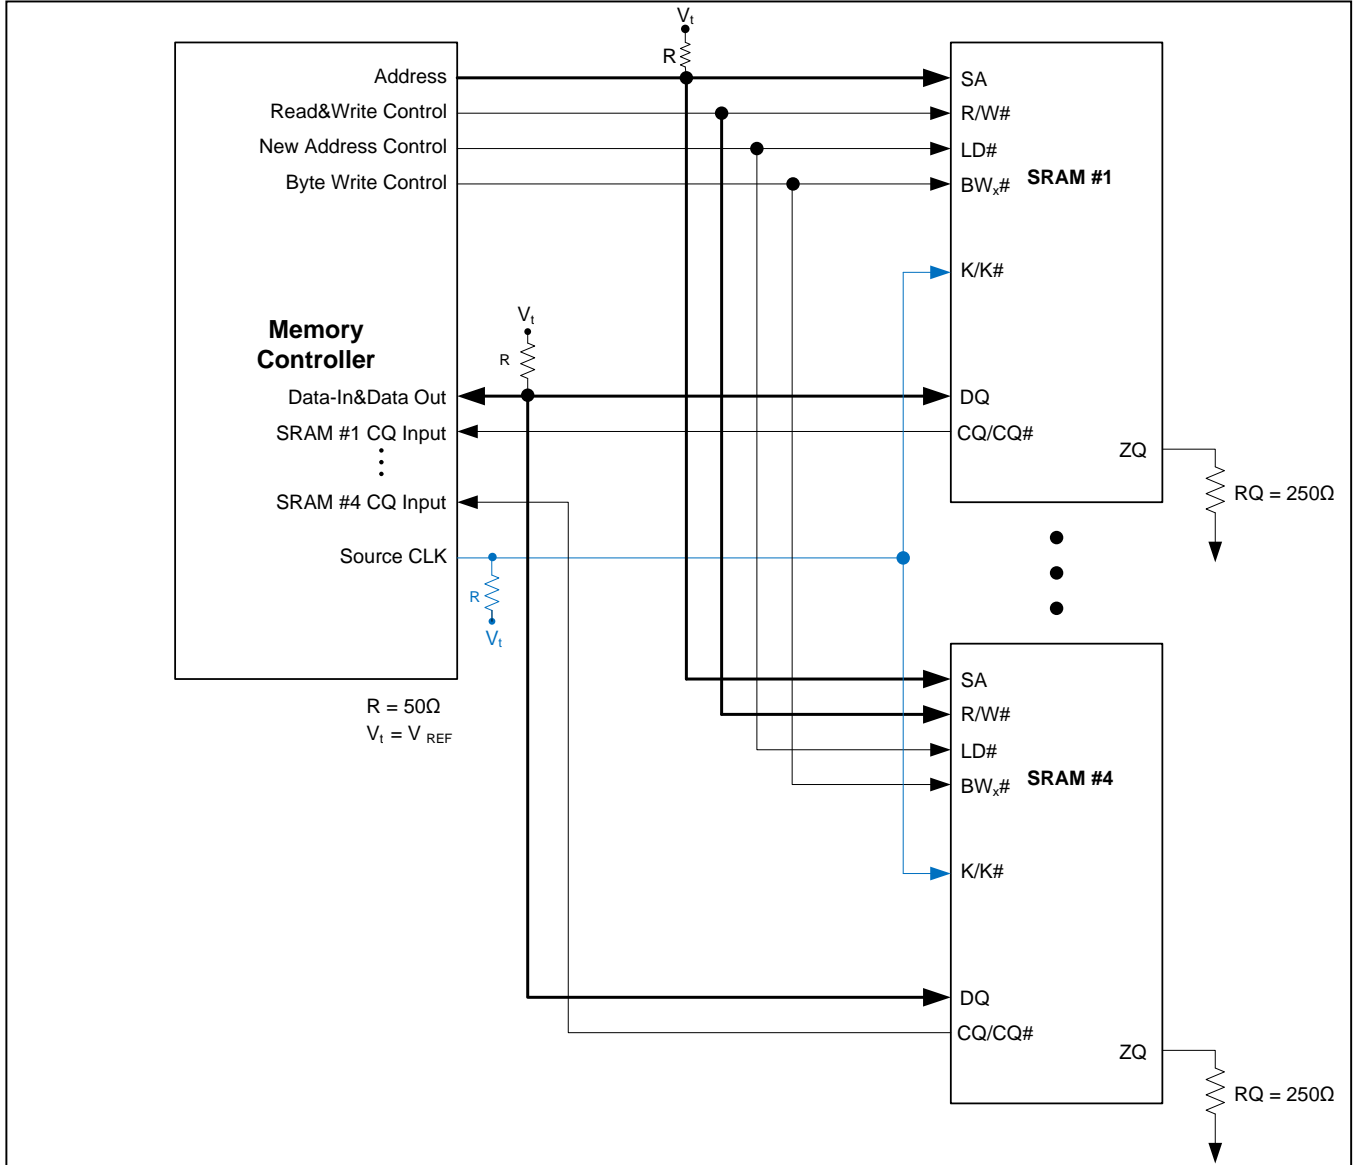 Vt
R
Address
SA
Read&Write Control
R/W#
New Address Control
LD#
Byte Write Control
BWx#
SRAM #1
K/K#
Vt
R
Memory
Controller
Data-In&Data Out
DQ
SRAM #1 CQ Input
CQ/CQ#
ZQ
RQ = 250Ω
SRAM #4 CQ Input
Source CLK
R
Vt
R = 50Ω
Vt = V REF
SA
R/W#
LD#
BWx#
SRAM #4
K/K#
DQ
CQ/CQ#
ZQ
RQ = 250Ω